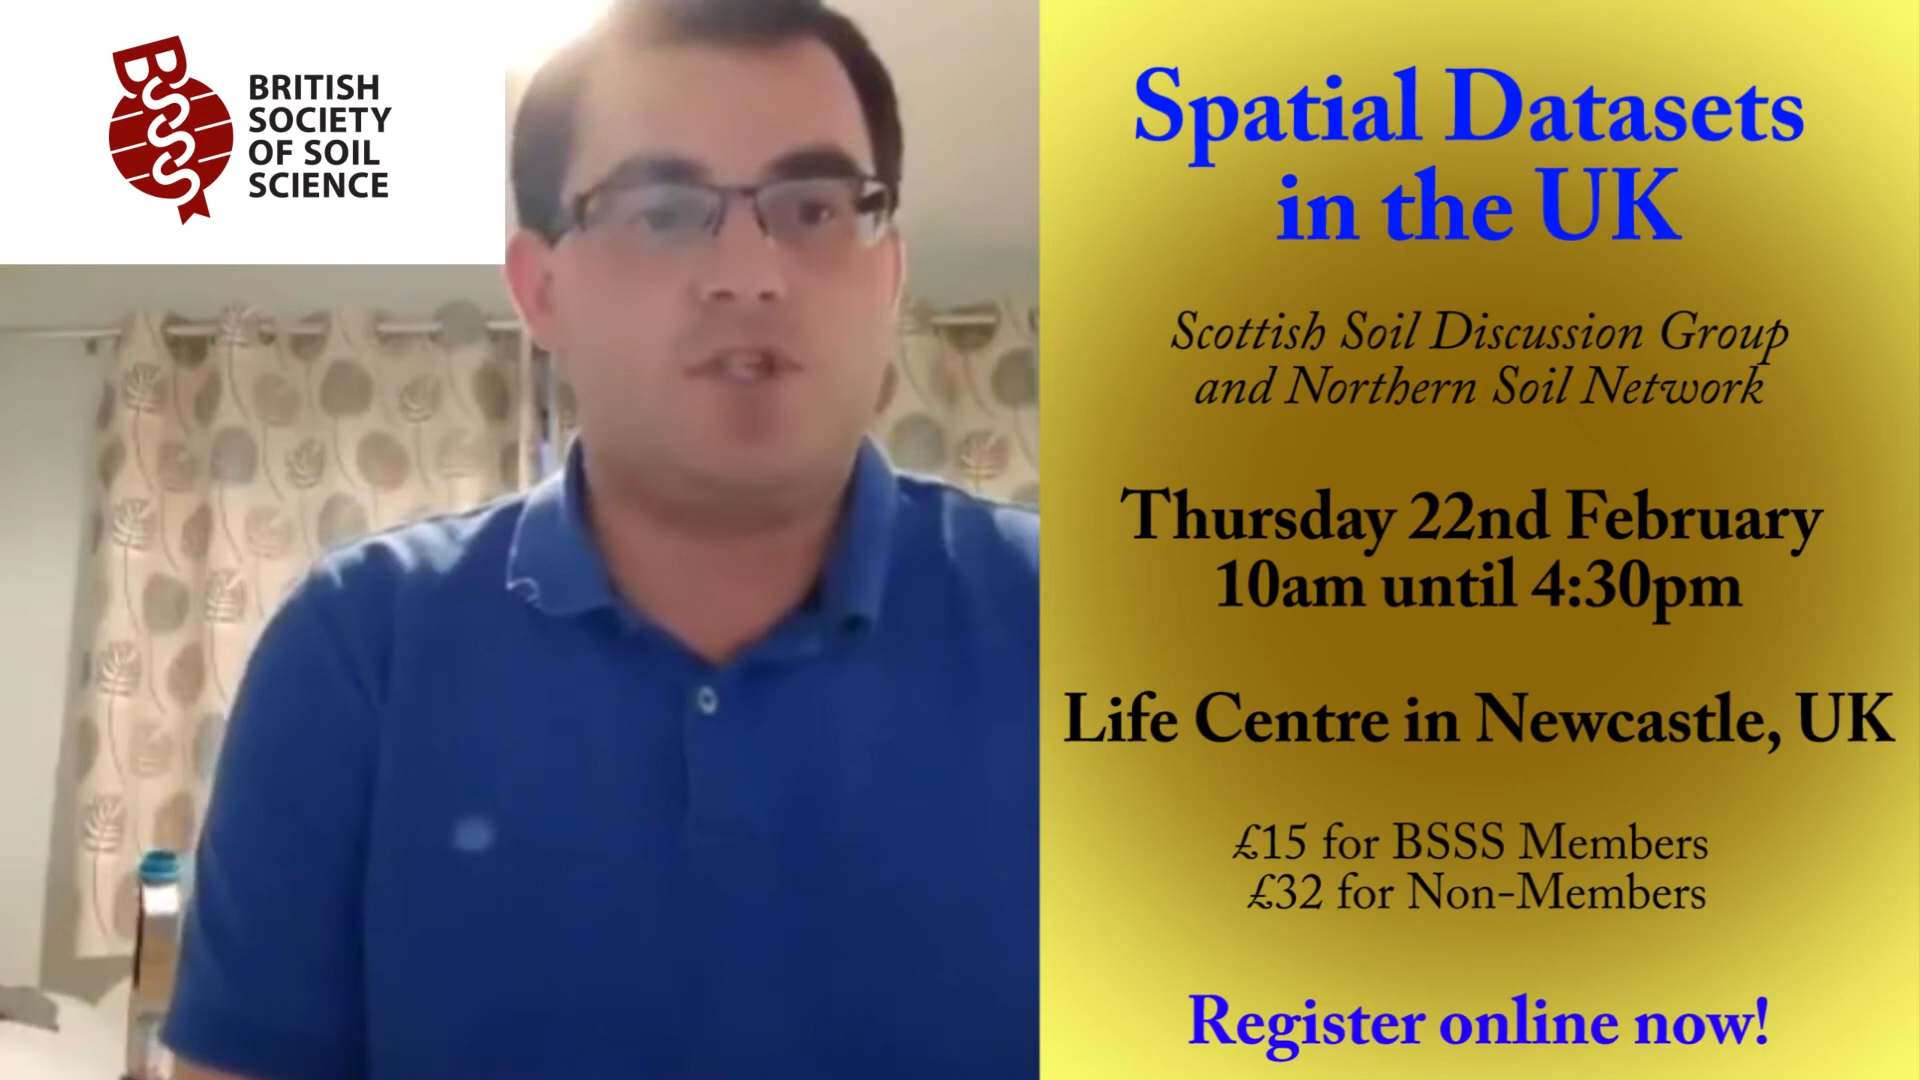 BSSS
BRITISH
SOCIETY
OF SOIL
SCIENCE
Spatial Datasets
in the UK
Scottish Soil Discussion Group
and Northern Soil Network
Thursday 22nd February
10am until 4:30pm
Life Centre in Newcastle, UK
£15 for BSSS Members
£32 for Non-Members
Register online now!